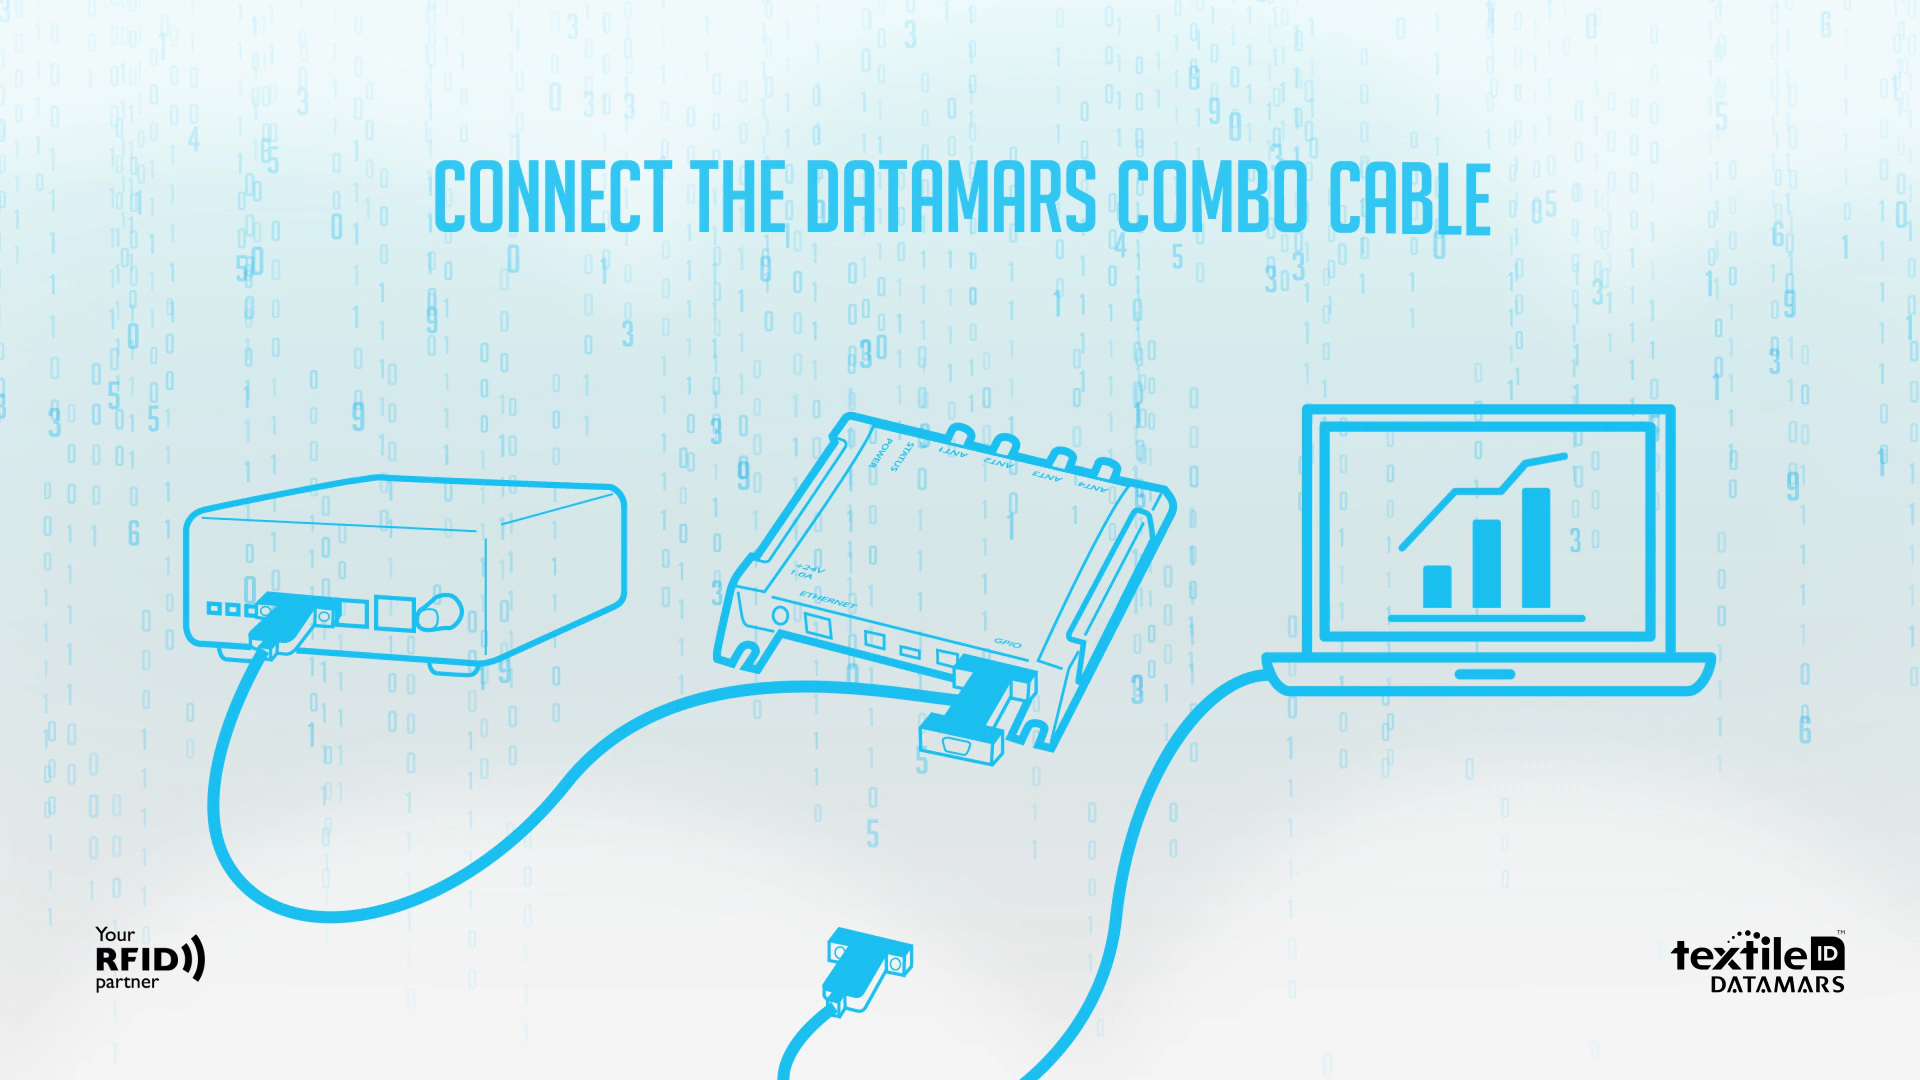 CONNECT THE DATAMARS COMBO CABLE
POWER
STATUS
ANT1
ANT2
ANT3
ANT4
+24V
1.0A
ETHERNET
GPIO
Your
RFID
partner
textile ID™
DATAMARS